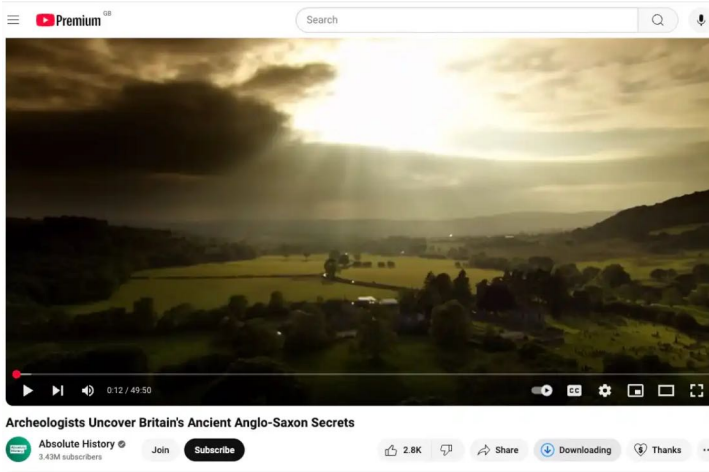 Premium GB
Search
0:12 / 49:50
CC
Archeologists Uncover Britain's Ancient Anglo-Saxon Secrets
Absolute History
3.43M subscribers
Join
Subscribe
2.8K
Share
Downloading
Thanks